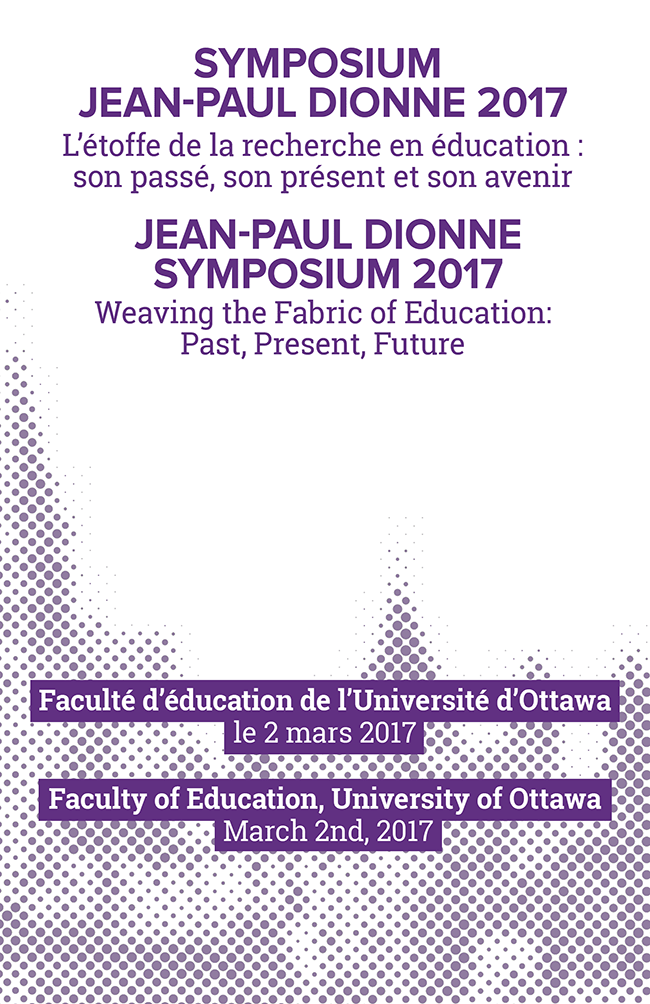 SYMPOSIUM
JEAN-PAUL DIONNE 2017
L'étoffe de la recherche en éducation :
son passé, son présent et son avenir
JEAN-PAUL DIONNE
SYMPOSIUM 2017
Weaving the Fabric of Education:
Past, Present, Future
Faculté d'éducation de l'Université d'Ottawa
le 2 mars 2017
Faculty of Education, University of Ottawa
March 2nd, 2017